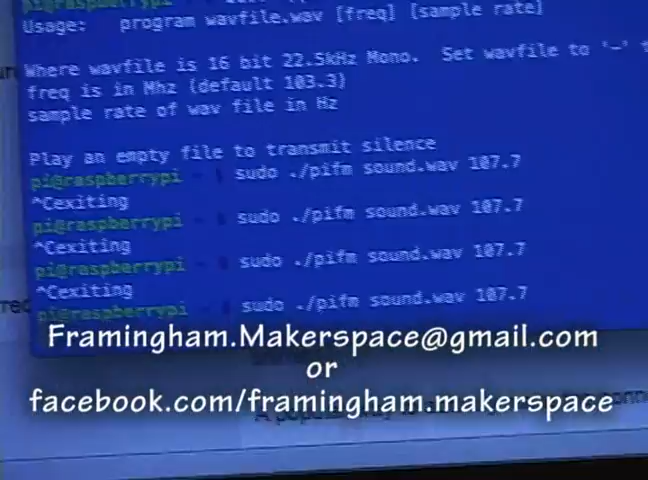 pi@raspberrypi
Usage: program wavfile.wav [freq] [sample rate]
Where wavfile is 16 bit 22.5kHz Mono. Set wavfile to '-' t
freq is in Mhz (default 103.3)
sample rate of wav file in Hz
Play an empty file to transmit silence
pi@raspberrypi ~ $ sudo ./pifm sound.wav 107.7
^Cexiting
pi@raspberrypi ~ $ sudo ./pifm sound.wav 107.7
^Cexiting
pi@raspberrypi ~ $ sudo ./pifm sound.wav 107.7
^Cexiting
pi@raspberrypi ~ $ sudo ./pifm sound.wav 107.7
Framingham.Makerspace@gmail.com
or
facebook.com/framingham.makerspace